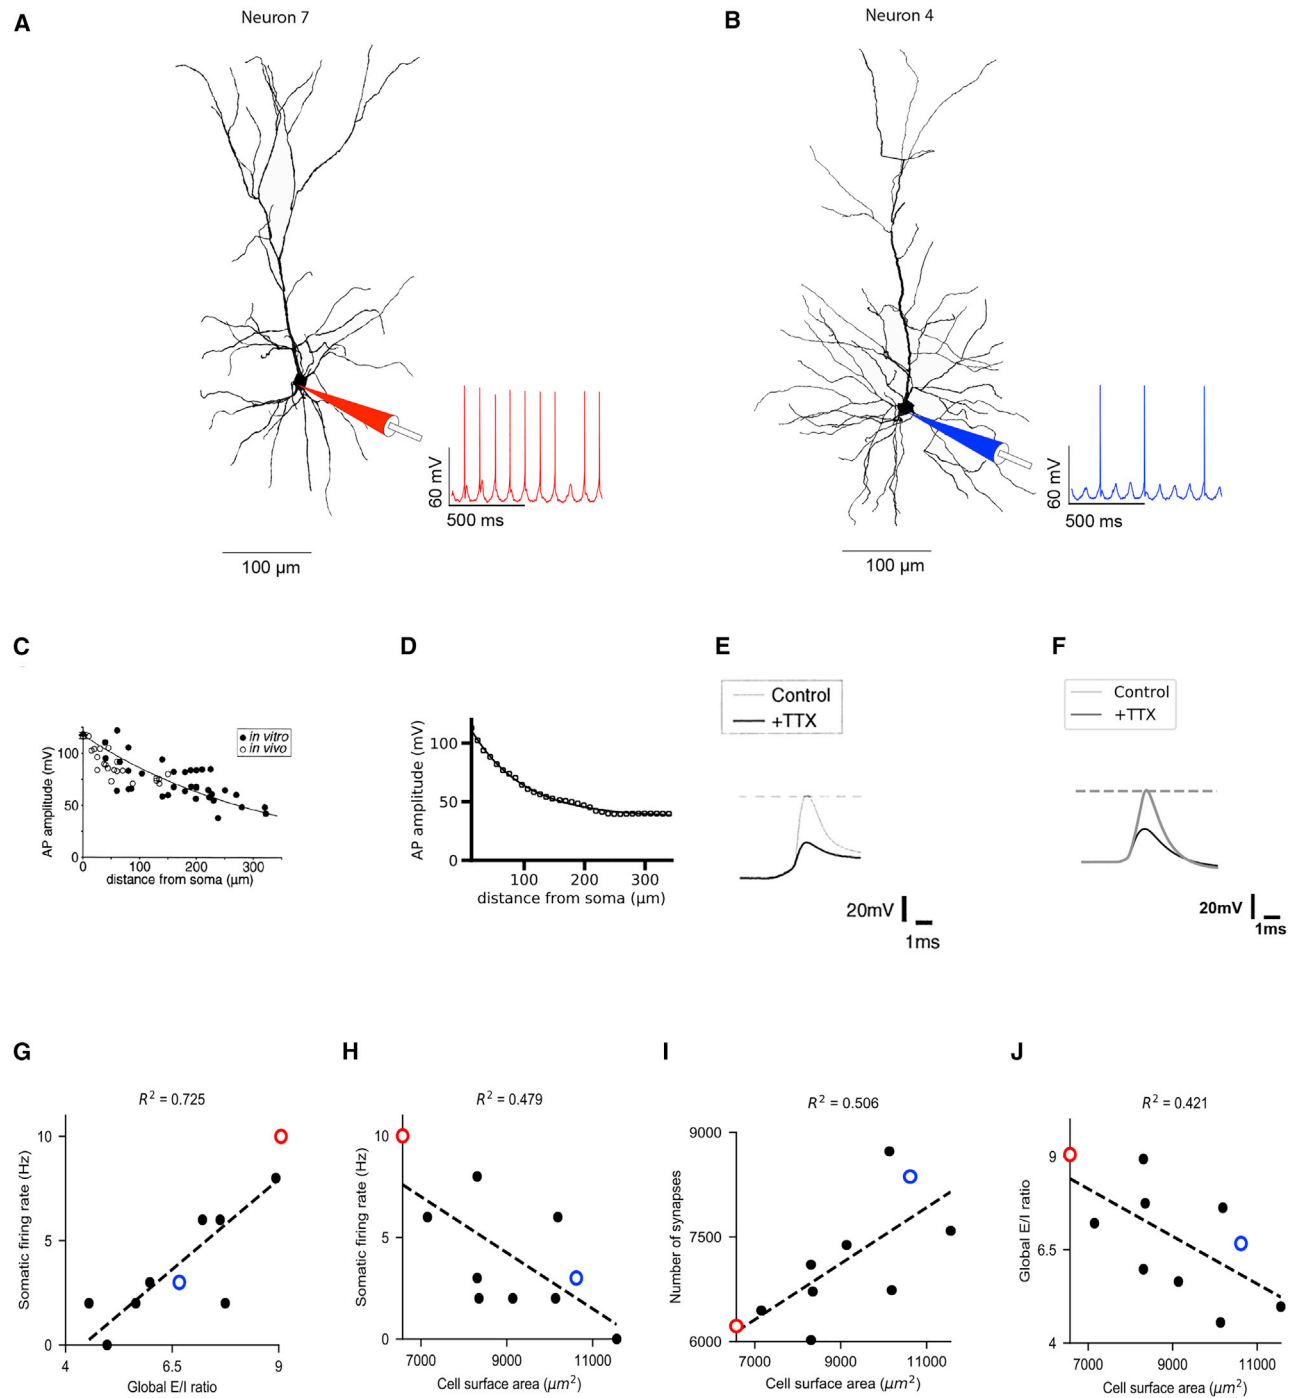 A
Neuron 7
B
Neuron 4
60 mV
500 ms
60 mV
500 ms
100 µm
100 µm
C
D
E
F
AP amplitude (mV)
100
50
0
in vitro
in vivo
0
100
200
300
distance from soma (µm)
AP amplitude (mV)
100
50
0
100
200
300
distance from soma (µm)
Control
+TTX
20mV
1ms
Control
+TTX
20mV
1ms
G
H
I
J
R² = 0.725
Somatic firing rate (Hz)
10
5
0
4
6.5
9
Global E/I ratio
R² = 0.479
Somatic firing rate (Hz)
10
5
0
7000
9000
11000
Cell surface area (µm²)
R² = 0.506
Number of synapses
9000
7500
6000
7000
9000
11000
Cell surface area (µm²)
R² = 0.421
Global E/I ratio
9
6.5
4
7000
9000
11000
Cell surface area (µm²)